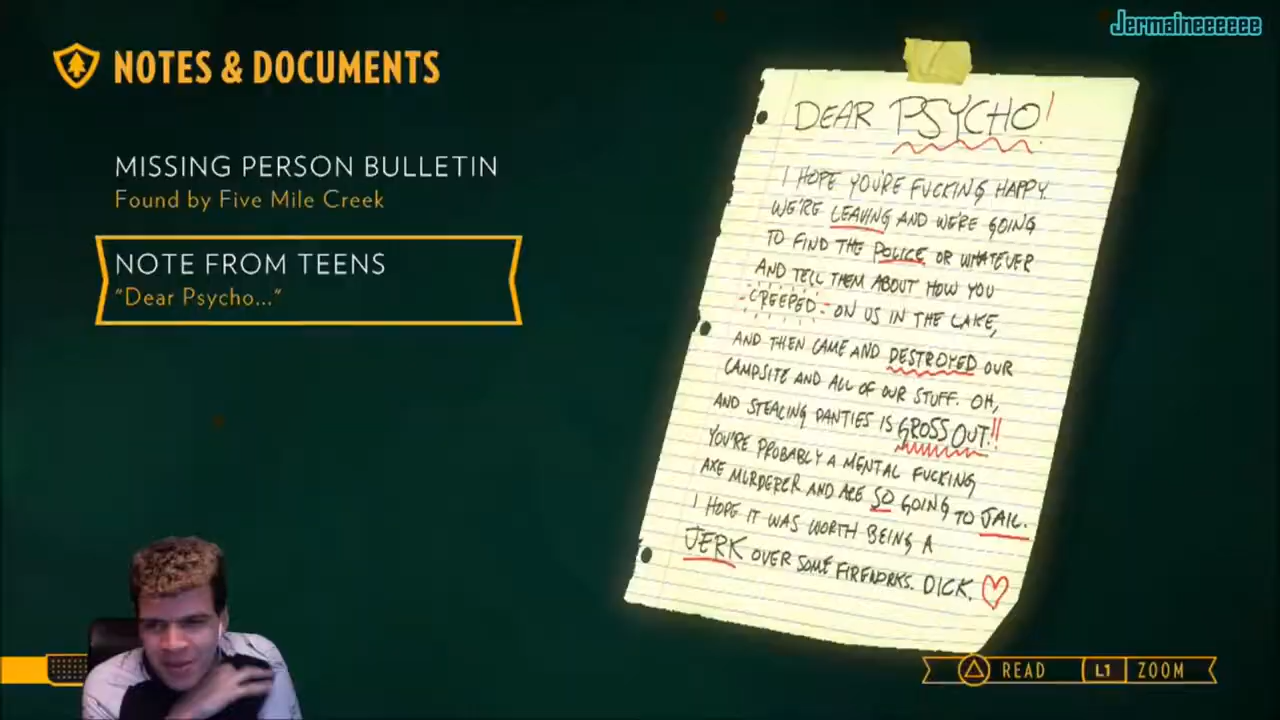 Jermaineeeeee
NOTES & DOCUMENTS
MISSING PERSON BULLETIN
Found by Five Mile Creek
NOTE FROM TEENS
"Dear Psycho..."
DEAR PSYCHO!
I HOPE YOU'RE FUCKING HAPPY.
WE'RE LEAVING AND WE'RE GOING
TO FIND THE POLICE OR WHATEVER
AND TELL THEM ABOUT HOW YOU
-CREEPED- ON US IN THE LAKE,
AND THEN CAME AND DESTROYED OUR
CAMPSITE AND ALL OF OUR STUFF. OH,
AND STEALING PANTIES IS GROSS OUT!!
YOU'RE PROBABLY A MENTAL FUCKING
AXE MURDERER AND ARE SO GOING TO JAIL.
I HOPE IT WAS WORTH BEING A
JERK OVER SOME FIREWORKS. DICK. ♡
READ L1 ZOOM